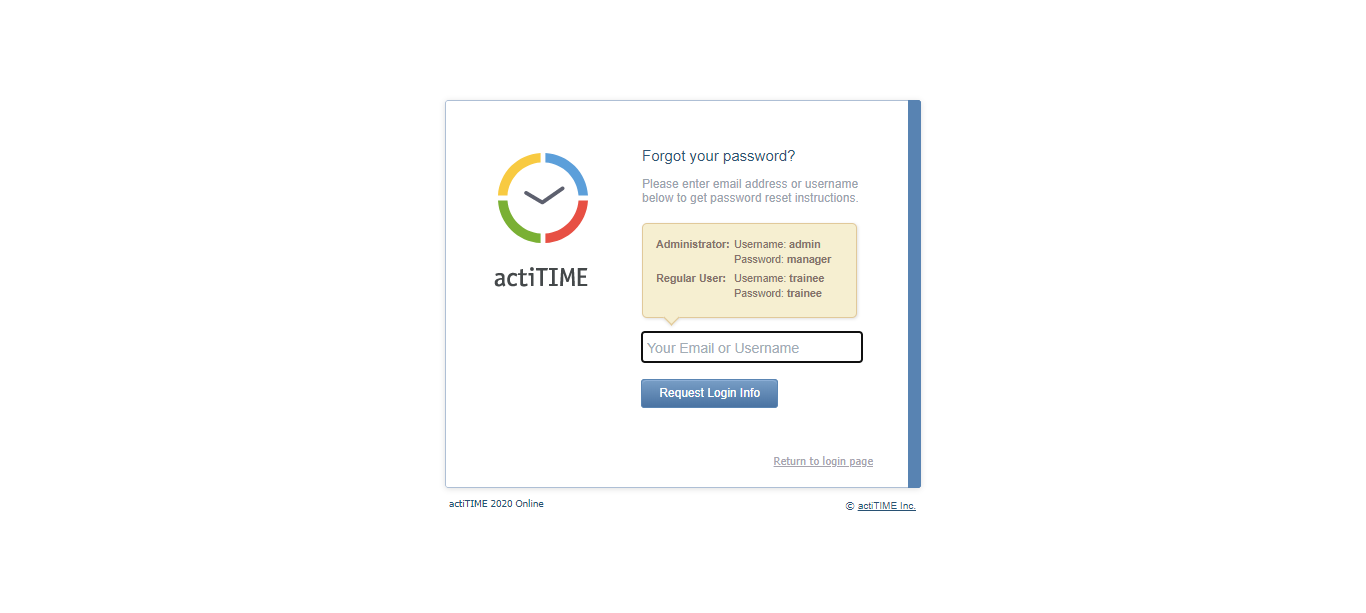 actiTIME
Forgot your password?
Please enter email address or username
below to get password reset instructions.
Administrator: Username: admin
Password: manager
Regular User: Username: trainee
Password: trainee
Your Email or Username
Request Login Info
Return to login page
actiTIME 2020 Online
© actiTIME Inc.